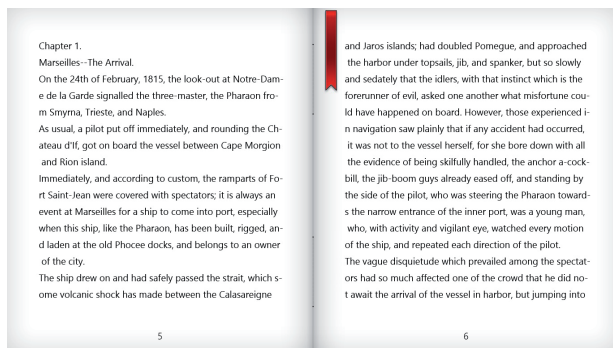 Chapter 1.
Marseilles--The Arrival.
On the 24th of February, 1815, the look-out at Notre-Dam-
e de la Garde signalled the three-master, the Pharaon fro-
m Smyrna, Trieste, and Naples.
As usual, a pilot put off immediately, and rounding the Ch-
ateau d'If, got on board the vessel between Cape Morgion
and Rion island.
Immediately, and according to custom, the ramparts of Fo-
rt Saint-Jean were covered with spectators; it is always an
event at Marseilles for a ship to come into port, especially
when this ship, like the Pharaon, has been built, rigged, an-
d laden at the old Phocee docks, and belongs to an owner
of the city.
The ship drew on and had safely passed the strait, which s-
ome volcanic shock has made between the Calasareigne
5
and Jaros islands; had doubled Pomegue, and approached
the harbor under topsails, jib, and spanker, but so slowly
and sedately that the idlers, with that instinct which is the
forerunner of evil, asked one another what misfortune cou-
ld have happened on board. However, those experienced i-
n navigation saw plainly that if any accident had occurred,
it was not to the vessel herself, for she bore down with all
the evidence of being skilfully handled, the anchor a-cock-
bill, the jib-boom guys already eased off, and standing by
the side of the pilot, who was steering the Pharaon toward-
s the narrow entrance of the inner port, was a young man,
who, with activity and vigilant eye, watched every motion
of the ship, and repeated each direction of the pilot.
The vague disquietude which prevailed among the spectat-
ors had so much affected one of the crowd that he did no-
t await the arrival of the vessel in harbor, but jumping into
6